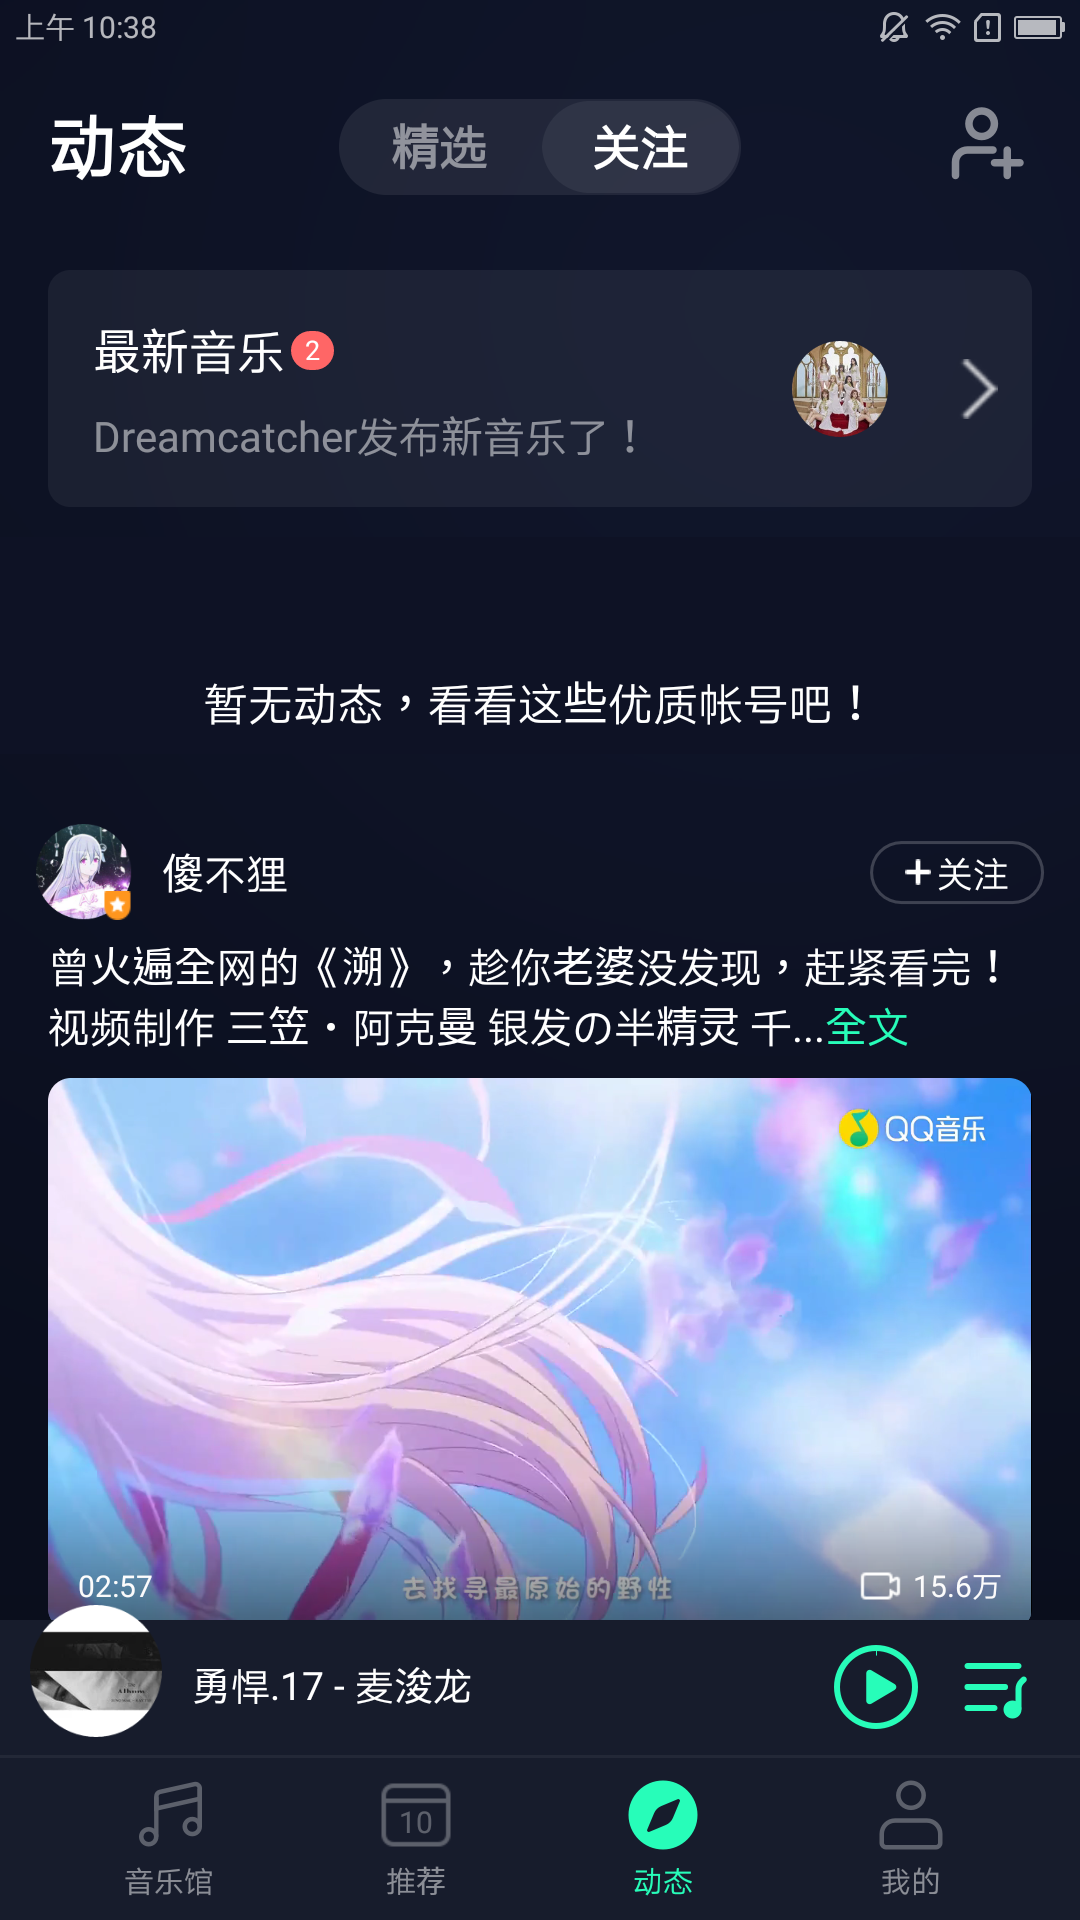 上午 10:38
动态
精选
关注
最新音乐 2
Dreamcatcher发布新音乐了！
暂无动态，看看这些优质帐号吧！
傻不狸
+关注
曾火遍全网的《溯》，趁你老婆没发现，赶紧看完！
视频制作 三笠·阿克曼 银发の半精灵 千...全文
QQ音乐
02:57
去找寻最原始的野性
15.6万
勇悍.17 - 麦浚龙
音乐馆
10
推荐
动态
我的